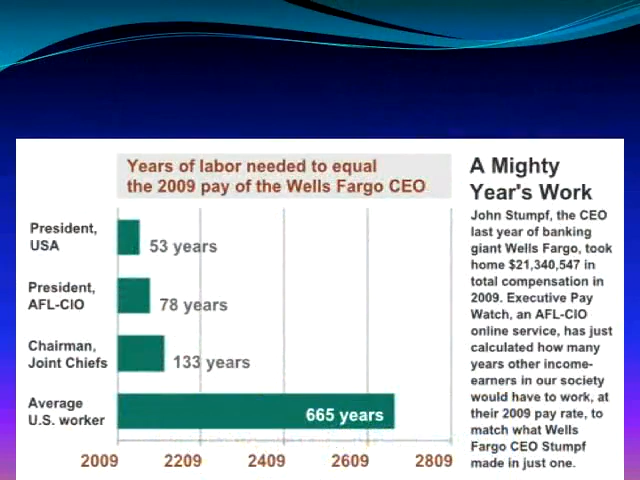 Years of labor needed to equal
the 2009 pay of the Wells Fargo CEO
President,
USA
53 years
President,
AFL-CIO
78 years
Chairman,
Joint Chiefs
133 years
Average
U.S. worker
665 years
2009 2209 2409 2609 2809
A Mighty
Year's Work
John Stumpf, the CEO
last year of banking
giant Wells Fargo, took
home $21,340,547 in
total compensation in
2009. Executive Pay
Watch, an AFL-CIO
online service, has just
calculated how many
years other income-
earners in our society
would have to work, at
their 2009 pay rate, to
match what Wells
Fargo CEO Stumpf
made in just one.